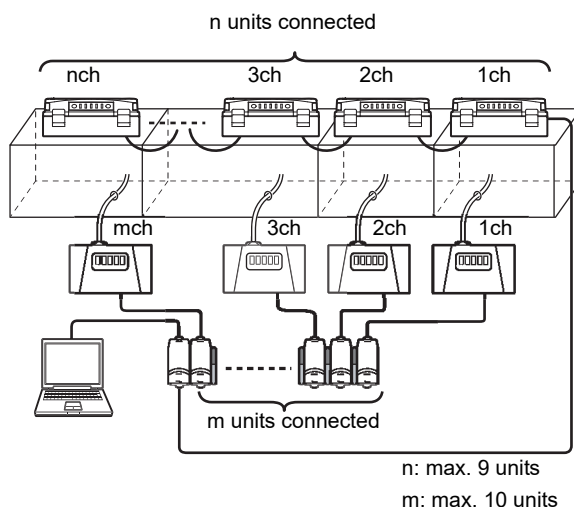 n units connected
nch 3ch 2ch 1ch
mch 3ch 2ch 1ch
m units connected
n: max. 9 units
m: max. 10 units